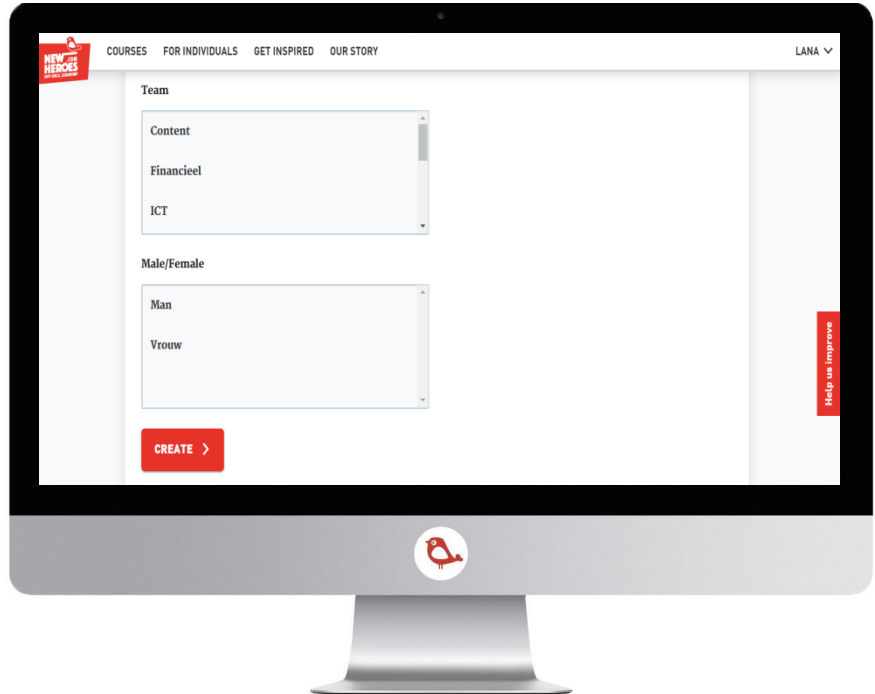 NEW .COM
HEROES
COURSES FOR INDIVIDUALS GET INSPIRED OUR STORY LANA
Team
Content
Financieel
ICT
Male/Female
Man
Vrouw
CREATE
Help us improve